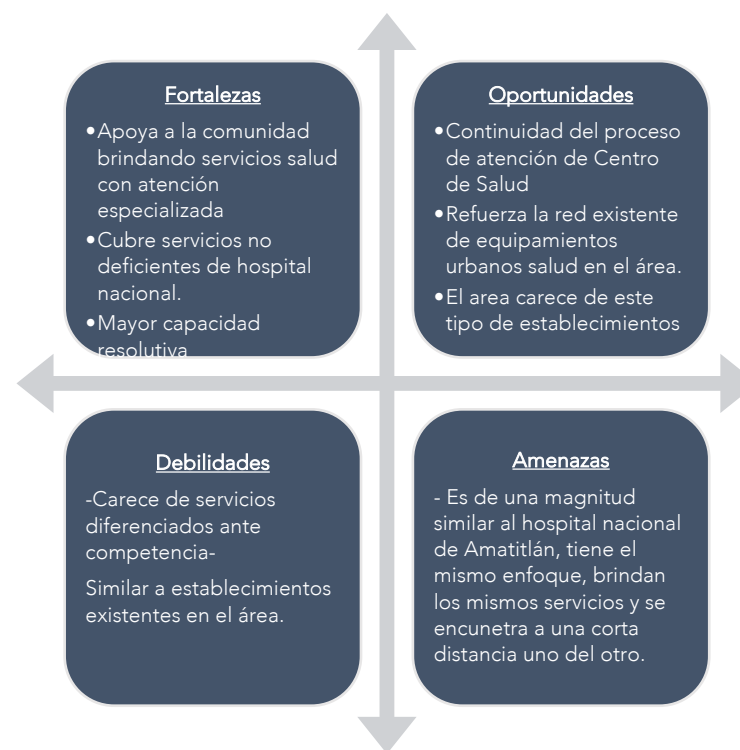 Fortalezas
•Apoya a la comunidad
brindando servicios salud
con atención
especializada
•Cubre servicios no
deficientes de hospital
nacional.
•Mayor capacidad
resolutiva
Oportunidades
•Continuidad del proceso
de atención de Centro
de Salud
•Refuerza la red existente
de equipamientos
urbanos salud en el área.
•El area carece de este
tipo de establecimientos
Debilidades
-Carece de servicios
diferenciados ante
competencia-
Similar a establecimientos
existentes en el área.
Amenazas
- Es de una magnitud
similar al hospital nacional
de Amatitlán, tiene el
mismo enfoque, brindan
los mismos servicios y se
encunetra a una corta
distancia uno del otro.